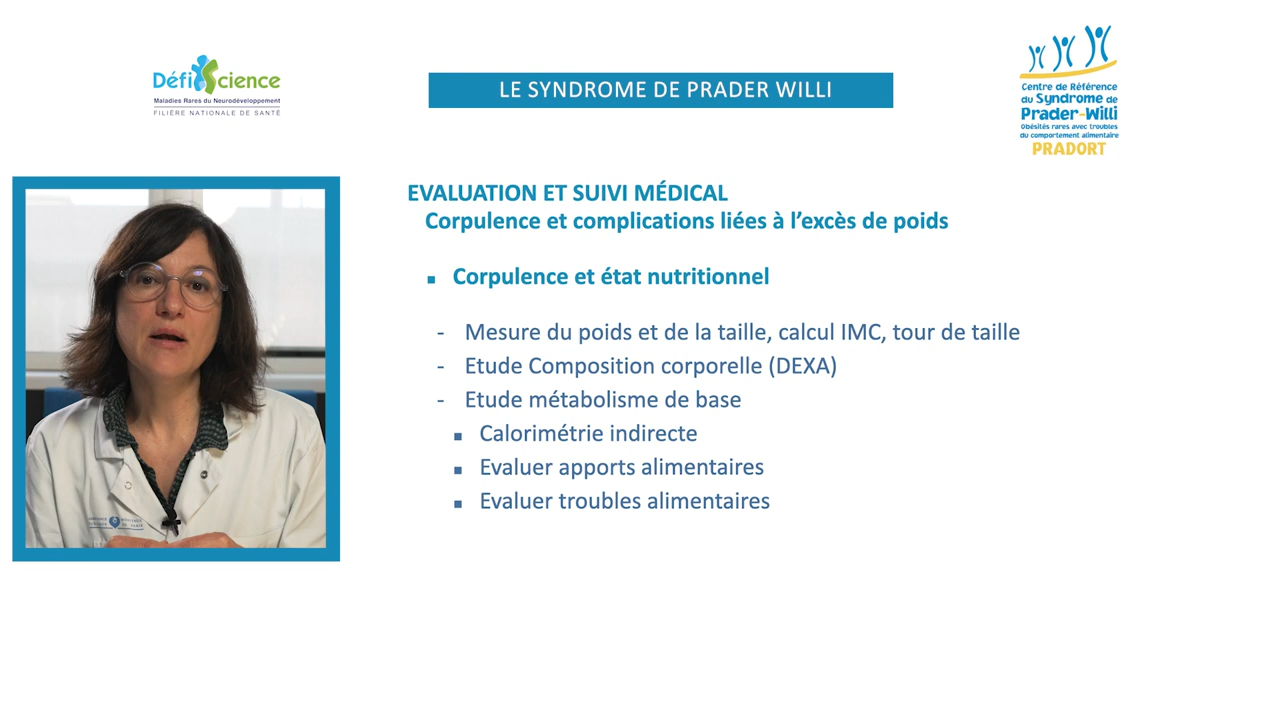 DéfiScience
Maladies Rares du Neurodéveloppement
FILIÈRE NATIONALE DE SANTÉ
LE SYNDROME DE PRADER WILLI
Centre de Référence
du Syndrome de
Prader-Willi
Obésités rares avec troubles
du comportement alimentaire
PRADORT
EVALUATION ET SUIVI MÉDICAL
Corpulence et complications liées à l’excès de poids
▪ Corpulence et état nutritionnel
- Mesure du poids et de la taille, calcul IMC, tour de taille
- Etude Composition corporelle (DEXA)
- Etude métabolisme de base
▪ Calorimétrie indirecte
▪ Evaluer apports alimentaires
▪ Evaluer troubles alimentaires